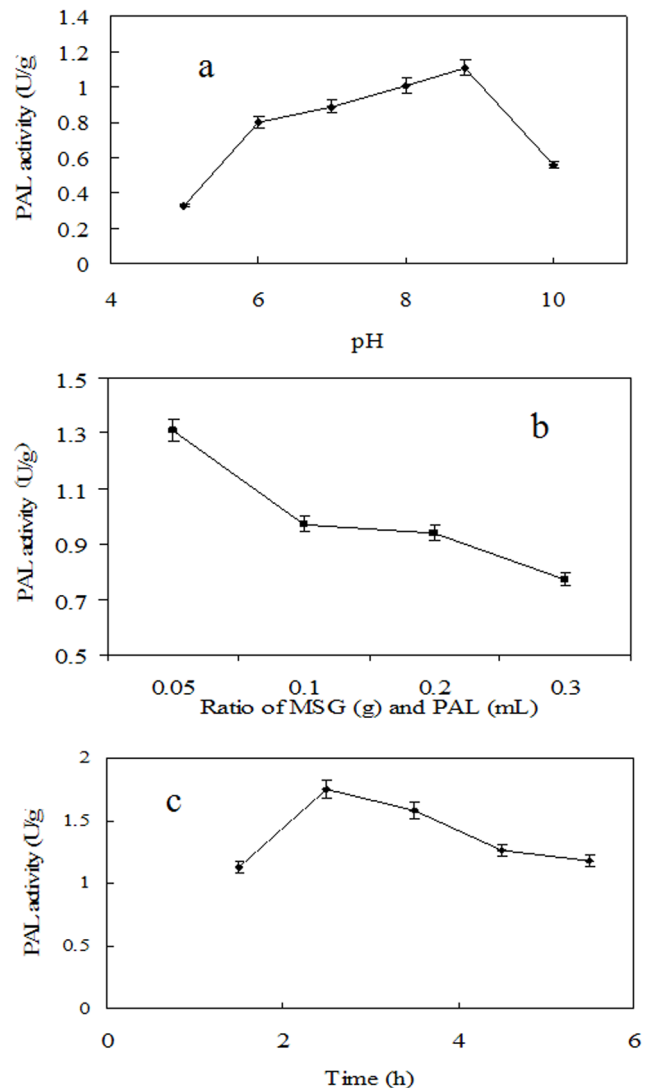 1.4
1.2
1
0.8
0.6
0.4
0.2
0
PAL activity (U/g
a
4 6 8 10
pH
1.5
1.3
1.1
0.9
0.7
0.5
PAL activity (U/g)
b
0.05 0.1 0.2 0.3
Ratio of MSG (g) and PAL (mL)
2
1.5
1
0.5
0
PAL activity (U/g
c
0 2 4 6
Time (h)